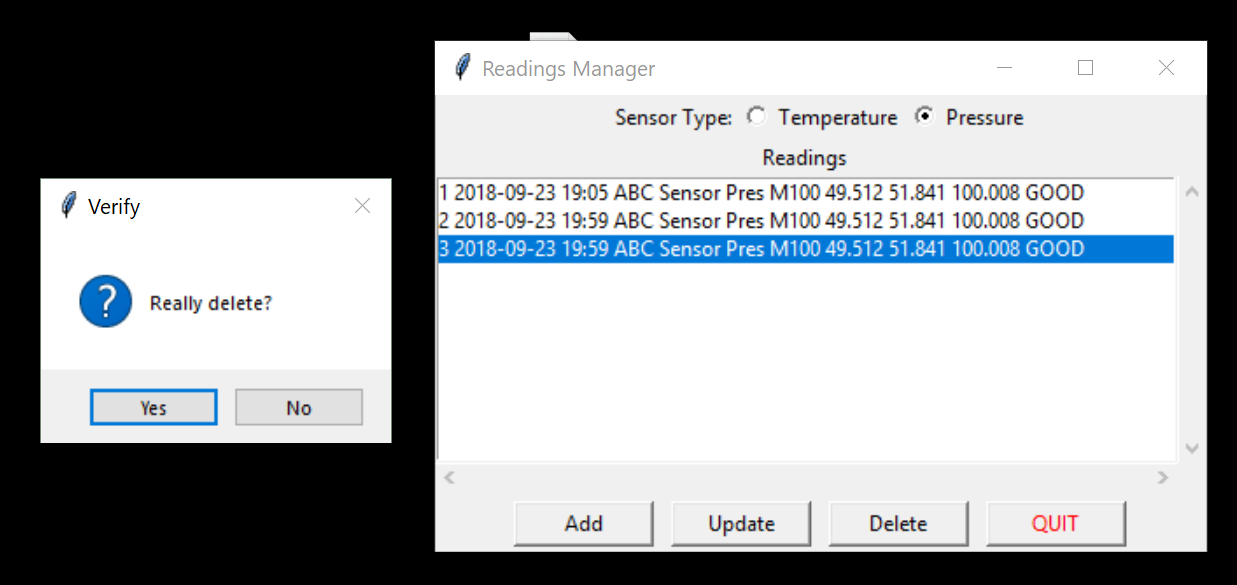 Verify
Really delete?
Yes No
Readings Manager
Sensor Type: Temperature Pressure
Readings
1 2018-09-23 19:05 ABC Sensor Pres M100 49.512 51.841 100.008 GOOD
2 2018-09-23 19:59 ABC Sensor Pres M100 49.512 51.841 100.008 GOOD
3 2018-09-23 19:59 ABC Sensor Pres M100 49.512 51.841 100.008 GOOD
Add Update Delete QUIT